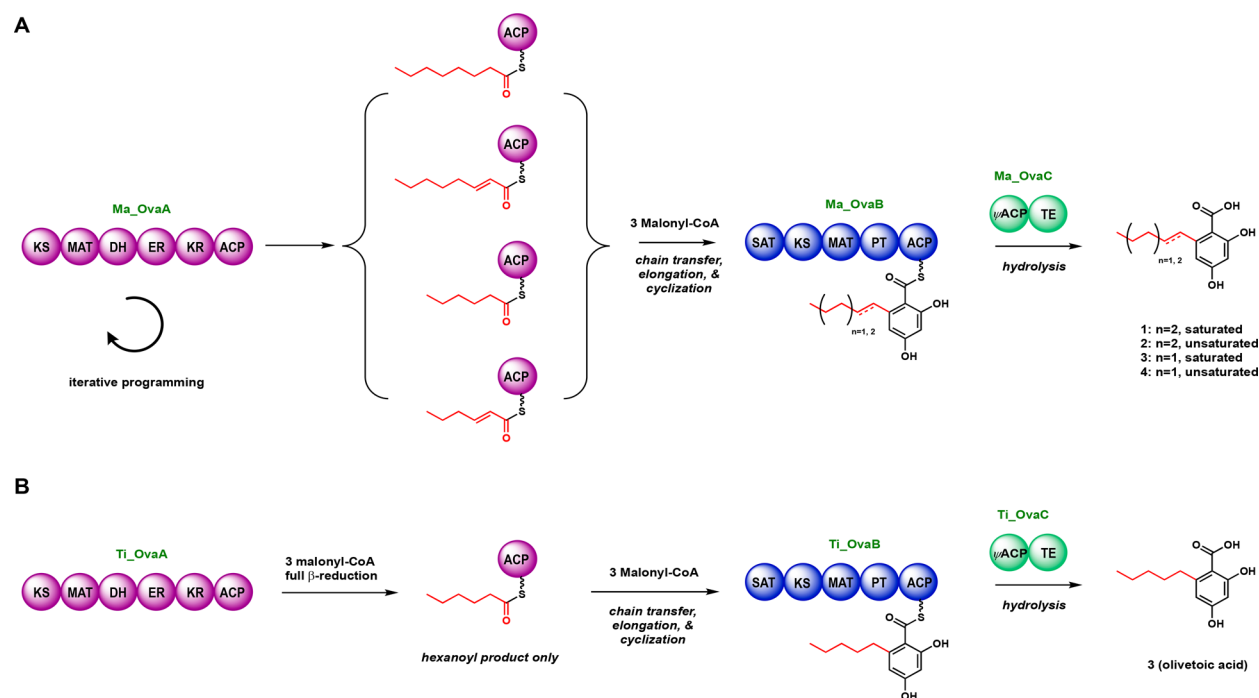 A
ACP
S
O
ACP
S
O
Ma_OvaA
KS MAT DH ER KR ACP
iterative programming
ACP
S
O
ACP
S
O
3 Malonyl-CoA
chain transfer,
elongation, &
cyclization
Ma_OvaB
SAT KS MAT PT ACP
O S
OH
n=1, 2
OH
Ma_OvaC
ψACP TE
hydrolysis
O OH
OH
n=1, 2
OH
1: n=2, saturated
2: n=2, unsaturated
3: n=1, saturated
4: n=1, unsaturated
B
Ti_OvaA
KS MAT DH ER KR ACP
3 malonyl-CoA
full β-reduction
ACP
S
O
hexanoyl product only
3 Malonyl-CoA
chain transfer,
elongation, &
cyclization
Ti_OvaB
SAT KS MAT PT ACP
O S
OH
OH
Ti_OvaC
ψACP TE
hydrolysis
O OH
OH
OH
3 (olivetoic acid)